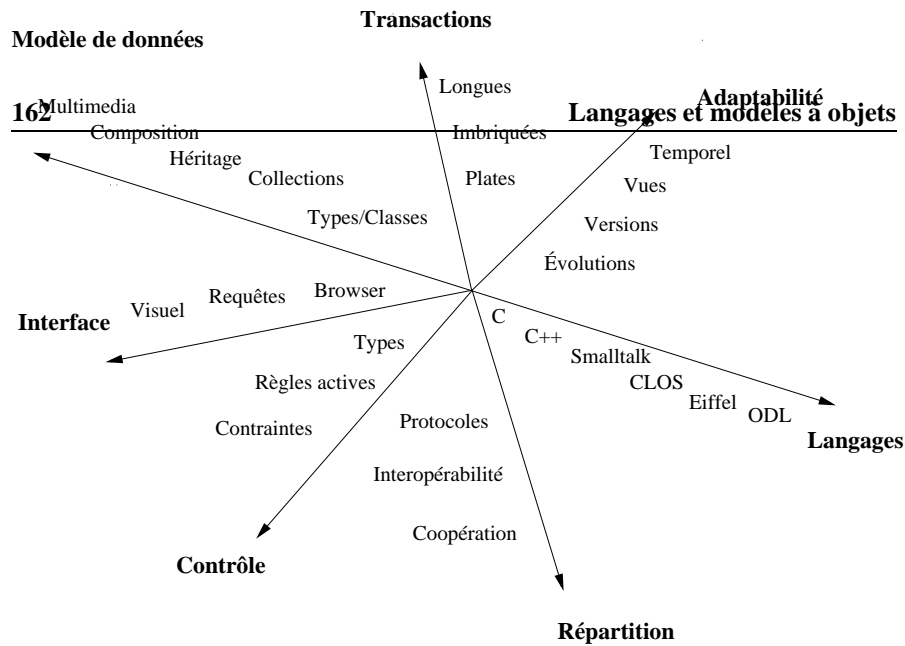 Transactions
Modèle de données
Longues
Adaptabilité
Multimedia
162 Langages et modèles à objets
Composition
Imbriquées
Héritage
Temporel
Collections
Plates
Vues
Types/Classes
Versions
Évolutions
Browser
Requêtes
Visuel
Interface
C
C++
Types
Smalltalk
Règles actives
CLOS
Eiffel
ODL
Protocoles
Contraintes
Langages
Interopérabilité
Coopération
Contrôle
Répartition